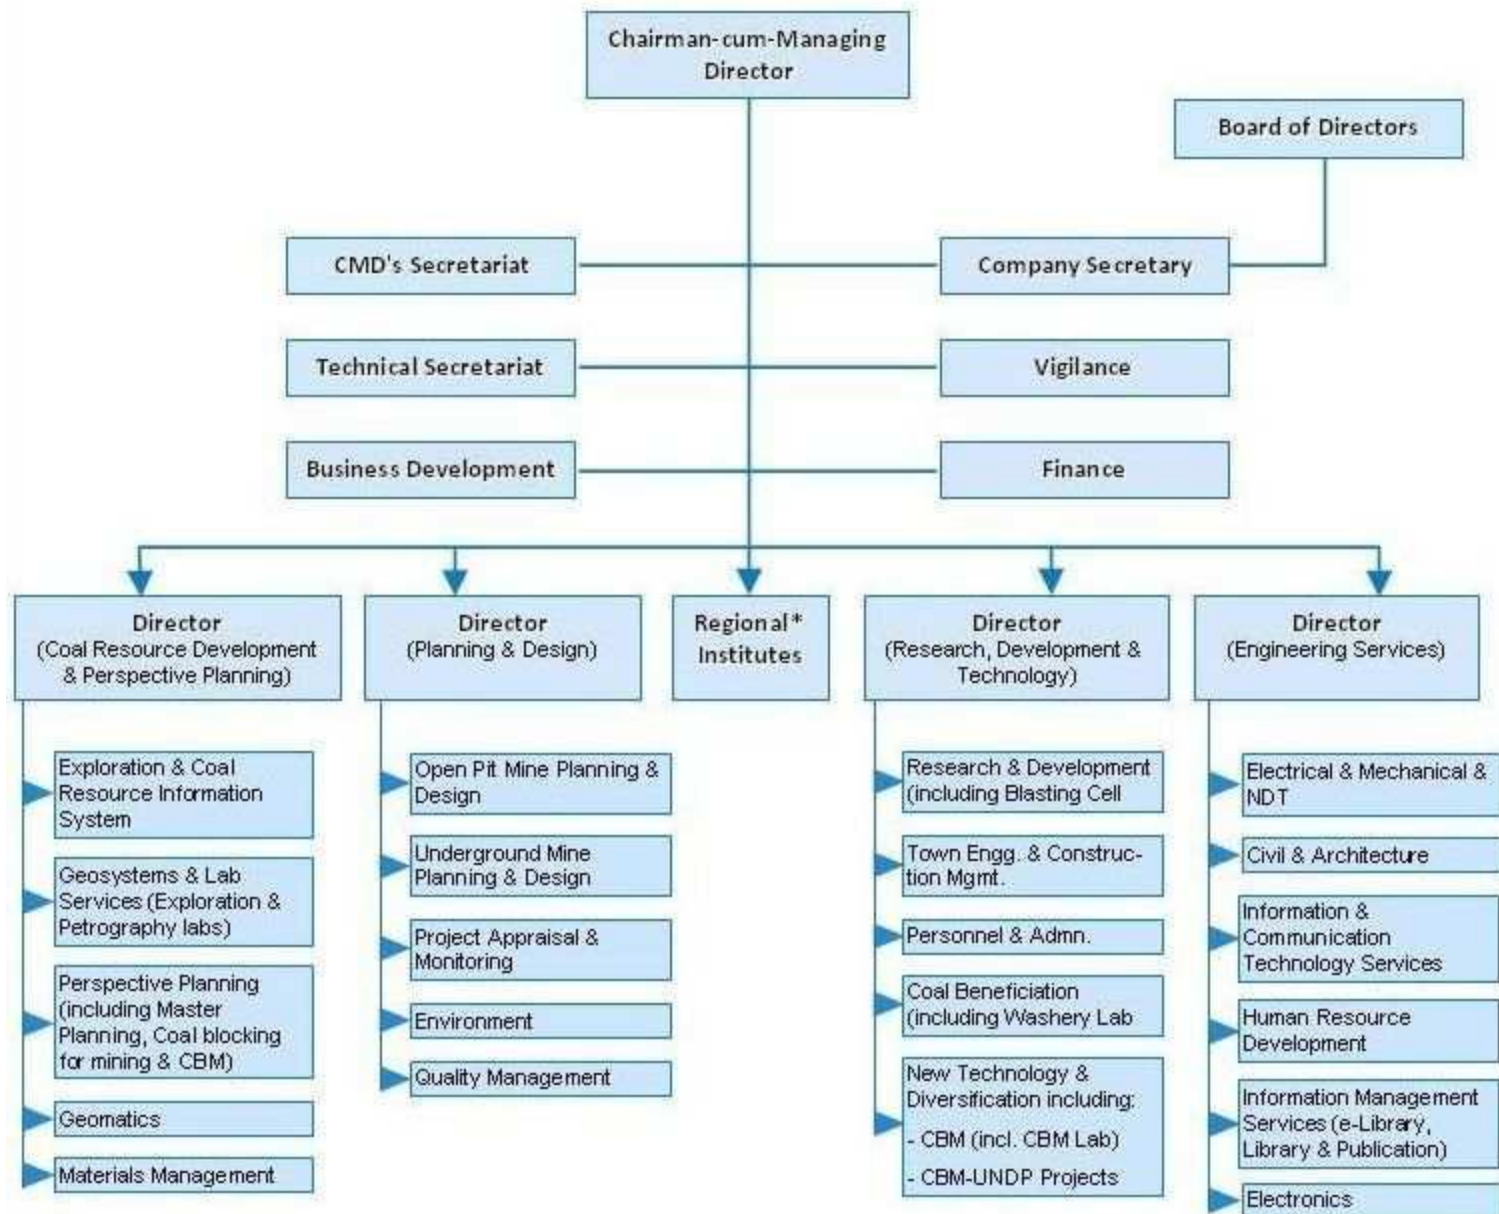 Chairman-cum-Managing
Director
Board of Directors
CMD's Secretariat
Company Secretary
Technical Secretariat
Vigilance
Business Development
Finance
Director
(Coal Resource Development
& Perspective Planning)
Director
(Planning & Design)
Regional*
Institutes
Director
(Research, Development &
Technology)
Director
(Engineering Services)
Exploration & Coal
Resource Information
System
Geosystems & Lab
Services (Exploration &
Petrography labs)
Perspective Planning
(including Master
Planning, Coal blocking
for mining & CBM)
Geomatics
Materials Management
Open Pit Mine Planning &
Design
Underground Mine
Planning & Design
Project Appraisal &
Monitoring
Environment
Quality Management
Research & Development
(including Blasting Cell
Town Engg. & Construc-
tion Mgmt.
Personnel & Admn.
Coal Beneficiation
(including Washery Lab
New Technology &
Diversification including:
- CBM (incl. CBM Lab)
- CBM-UNDP Projects
Electrical & Mechanical &
NDT
Civil & Architecture
Information &
Communication
Technology Services
Human Resource
Development
Information Management
Services (e-Library,
Library & Publication)
Electronics